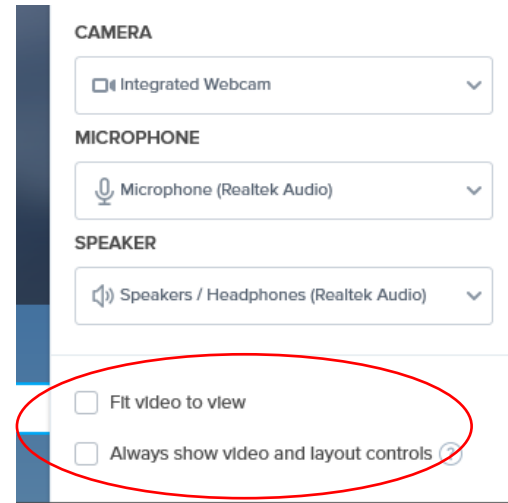 CAMERA
Integrated Webcam
MICROPHONE
Microphone (Realtek Audio)
SPEAKER
Speakers / Headphones (Realtek Audio)
Fit video to view
Always show video and layout controls ?